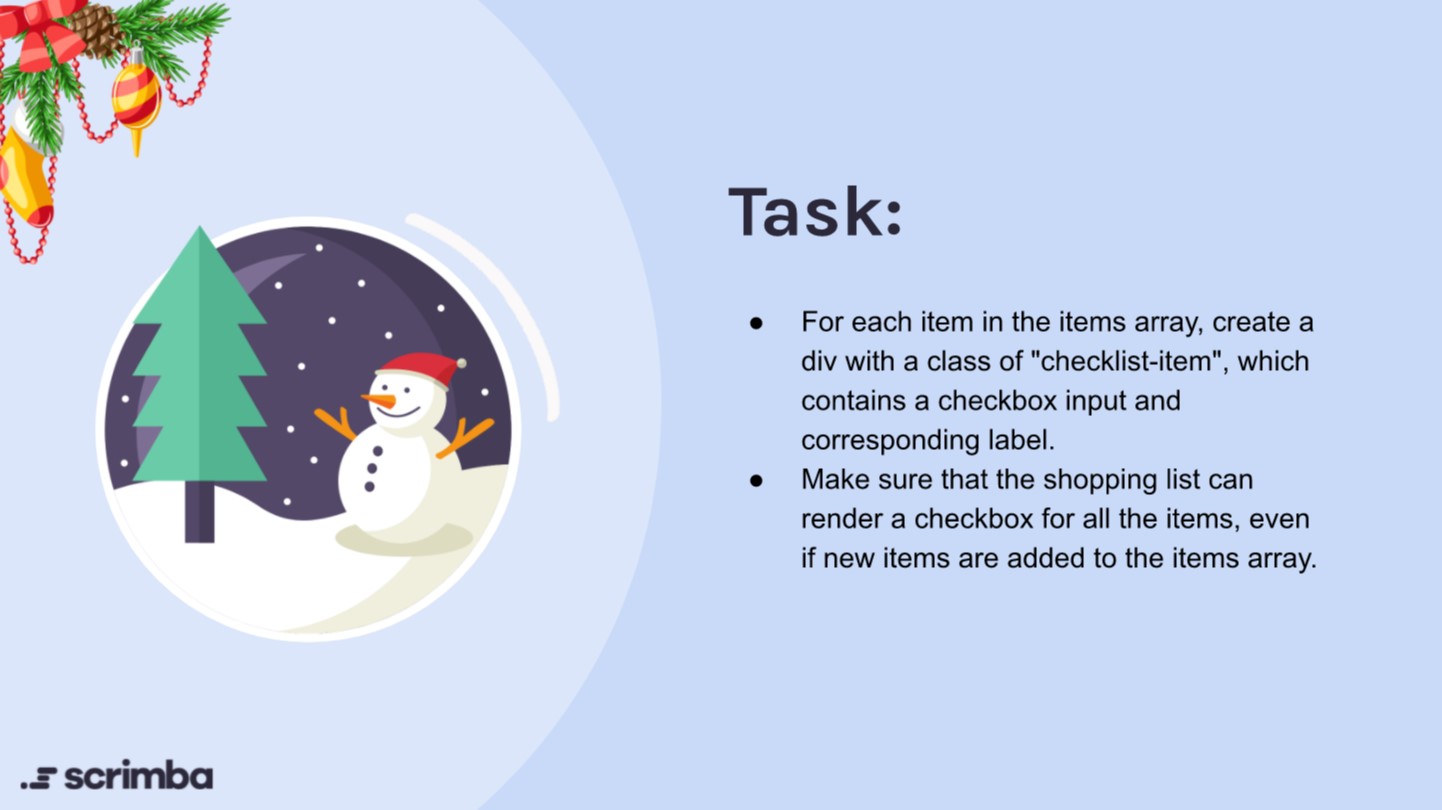 Task:
● For each item in the items array, create a
div with a class of "checklist-item", which
contains a checkbox input and
corresponding label.
● Make sure that the shopping list can
render a checkbox for all the items, even
if new items are added to the items array.
scrimba